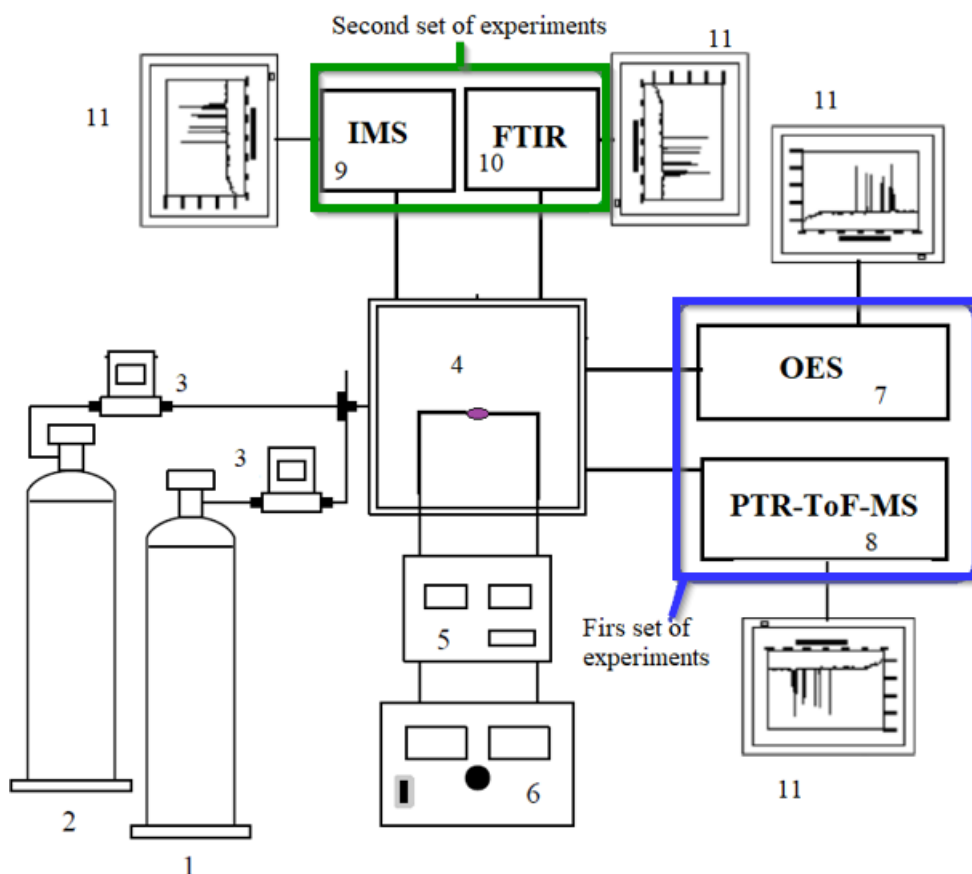 Second set of experiments
11
11
11
IMS
9
FTIR
10
4
OES
7
3
3
PTR-ToF-MS
8
5
Firs set of
experiments
6
11
2
1